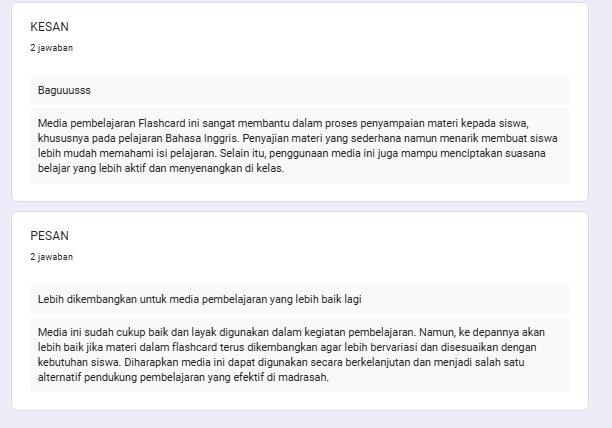 KESAN
2 jawaban
Baguuusss
Media pembelajaran Flashcard ini sangat membantu dalam proses penyampaian materi kepada siswa,
khususnya pada pelajaran Bahasa Inggris. Penyajian materi yang sederhana namun menarik membuat siswa
lebih mudah memahami isi pelajaran. Selain itu, penggunaan media ini juga mampu menciptakan suasana
belajar yang lebih aktif dan menyenangkan di kelas.
PESAN
2 jawaban
Lebih dikembangkan untuk media pembelajaran yang lebih baik lagi
Media ini sudah cukup baik dan layak digunakan dalam kegiatan pembelajaran. Namun, ke depannya akan
lebih baik jika materi dalam flashcard terus dikembangkan agar lebih bervariasi dan disesuaikan dengan
kebutuhan siswa. Diharapkan media ini dapat digunakan secara berkelanjutan dan menjadi salah satu
alternatif pendukung pembelajaran yang efektif di madrasah.